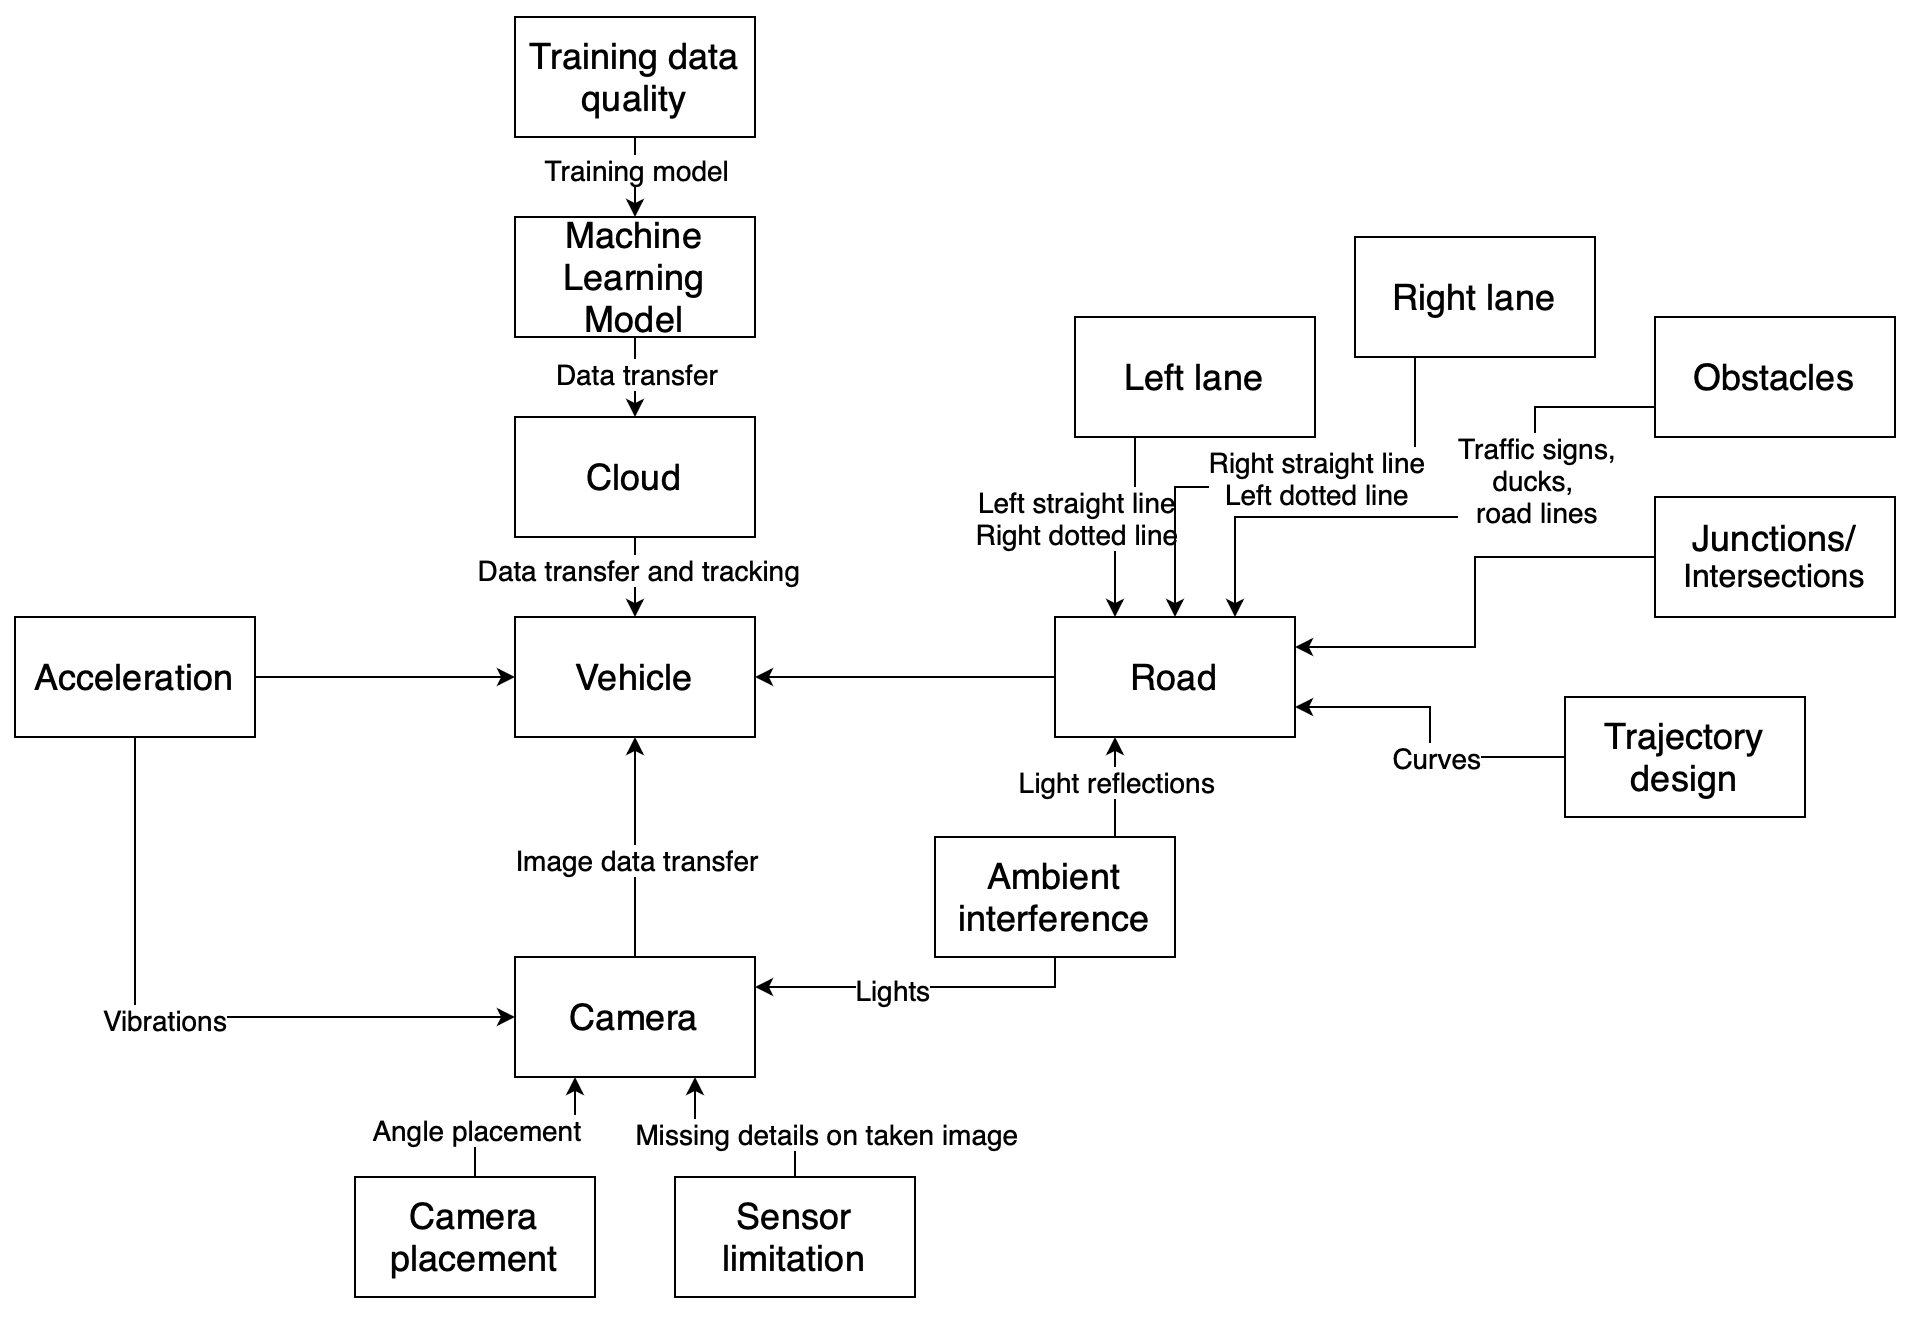 Training data
quality
Training model
Machine
Learning
Model
Data transfer
Cloud
Data transfer and tracking
Right lane
Left lane
Obstacles
Right straight line
Left dotted line
Traffic signs,
ducks,
road lines
Left straight line
Right dotted line
Junctions/
Intersections
Acceleration
Vehicle
Road
Trajectory
design
Curves
Light reflections
Image data transfer
Ambient
interference
Lights
Vibrations
Camera
Angle placement
Missing details on taken image
Camera
placement
Sensor
limitation